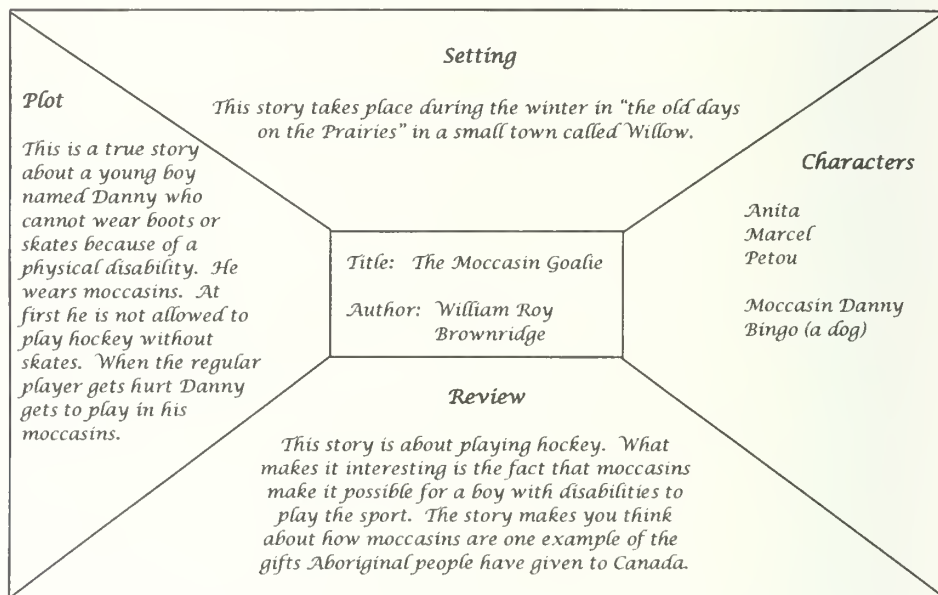 Setting
This story takes place during the winter in "the old days
on the Prairies" in a small town called Willow.
Plot
This is a true story
about a young boy
named Danny who
cannot wear boots or
skates because of a
physical disability. He
wears moccasins. At
first he is not allowed to
play hockey without
skates. When the regular
player gets hurt Danny
gets to play in his
moccasins.
Title: The Moccasin Goalie
Author: William Roy
Brownridge
Characters
Anita
Marcel
Petou
Moccasin Danny
Bingo (a dog)
Review
This story is about playing hockey. What
makes it interesting is the fact that moccasins
make it possible for a boy with disabilities to
play the sport. The story makes you think
about how moccasins are one example of the
gifts Aboriginal people have given to Canada.